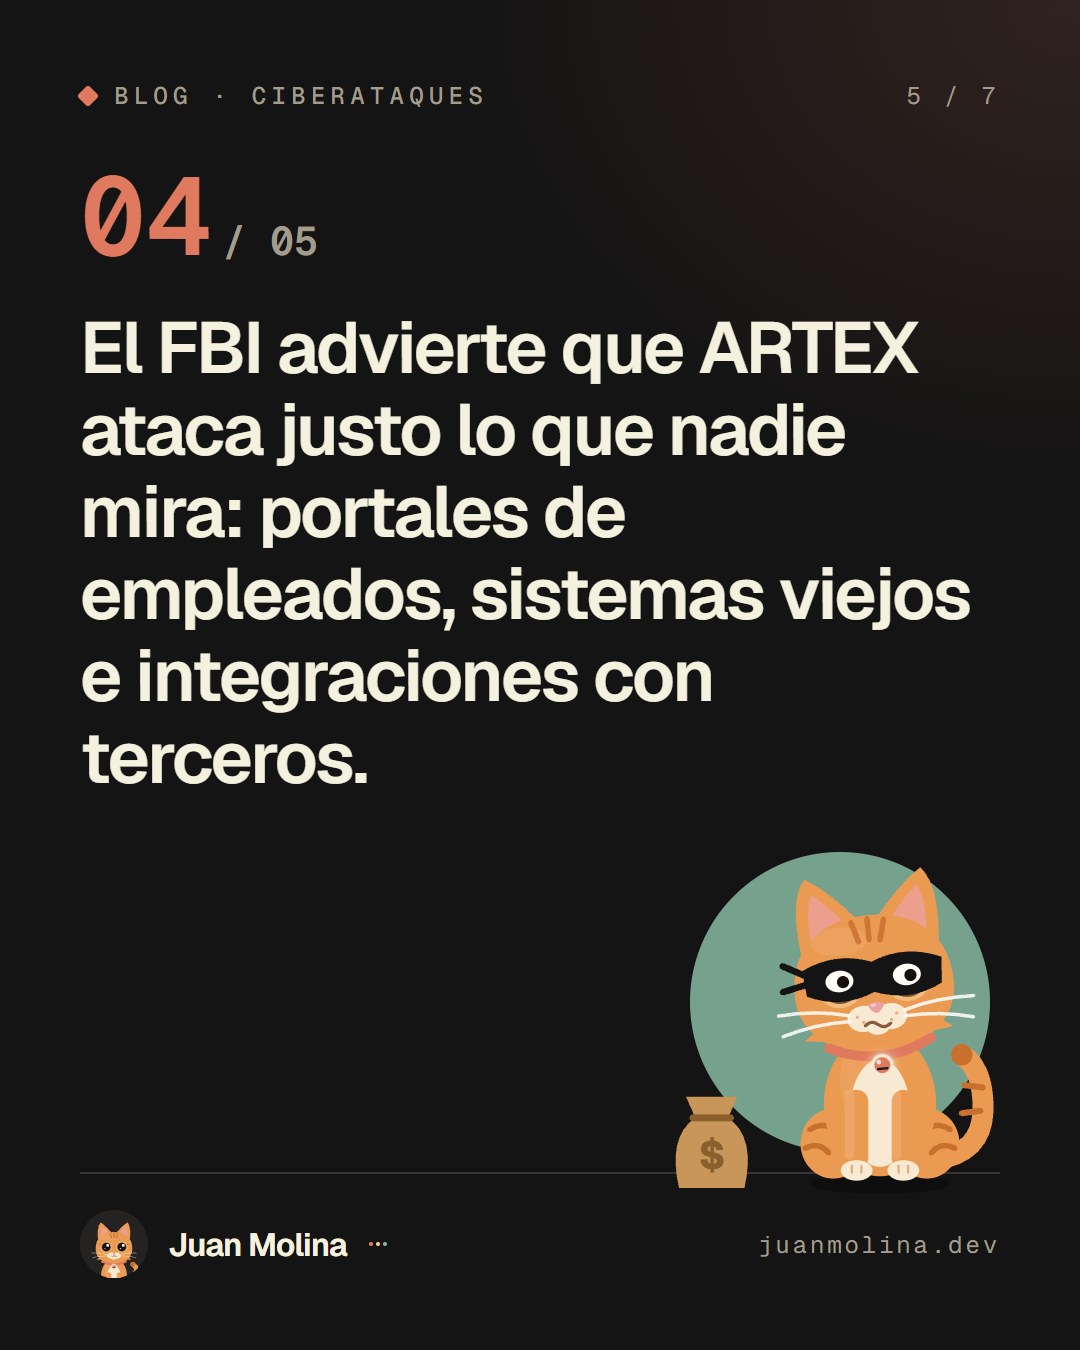 BLOG · CIBERATAQUES
5 / 7
04 / 05
El FBI advierte que ARTEX
ataca justo lo que nadie
mira: portales de
empleados, sistemas viejos
e integraciones con
terceros.
$
Juan Molina
juanmolina.dev